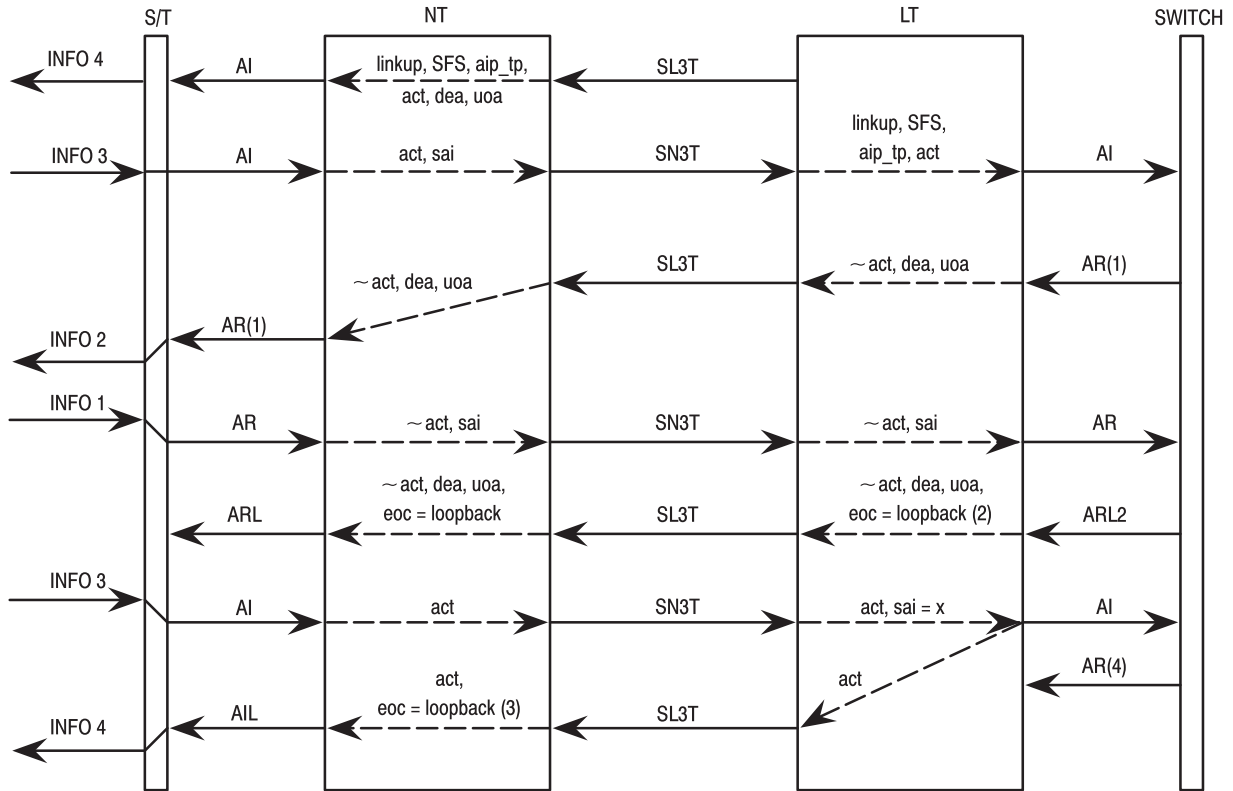 S/T
NT
LT
SWITCH
INFO 4
AI
linkup, SFS, aip_tp,
act, dea, uoa
SL3T
INFO 3
AI
act, sai
SN3T
linkup, SFS,
aip_tp, act
AI
~act, dea, uoa
SL3T
~act, dea, uoa
AR(1)
INFO 2
AR(1)
INFO 1
AR
~act, sai
SN3T
~act, sai
AR
ARL
~act, dea, uoa,
eoc = loopback
SL3T
~act, dea, uoa,
eoc = loopback (2)
ARL2
INFO 3
AI
act
SN3T
act, sai = x
AI
AR(4)
act
INFO 4
AIL
act,
eoc = loopback (3)
SL3T